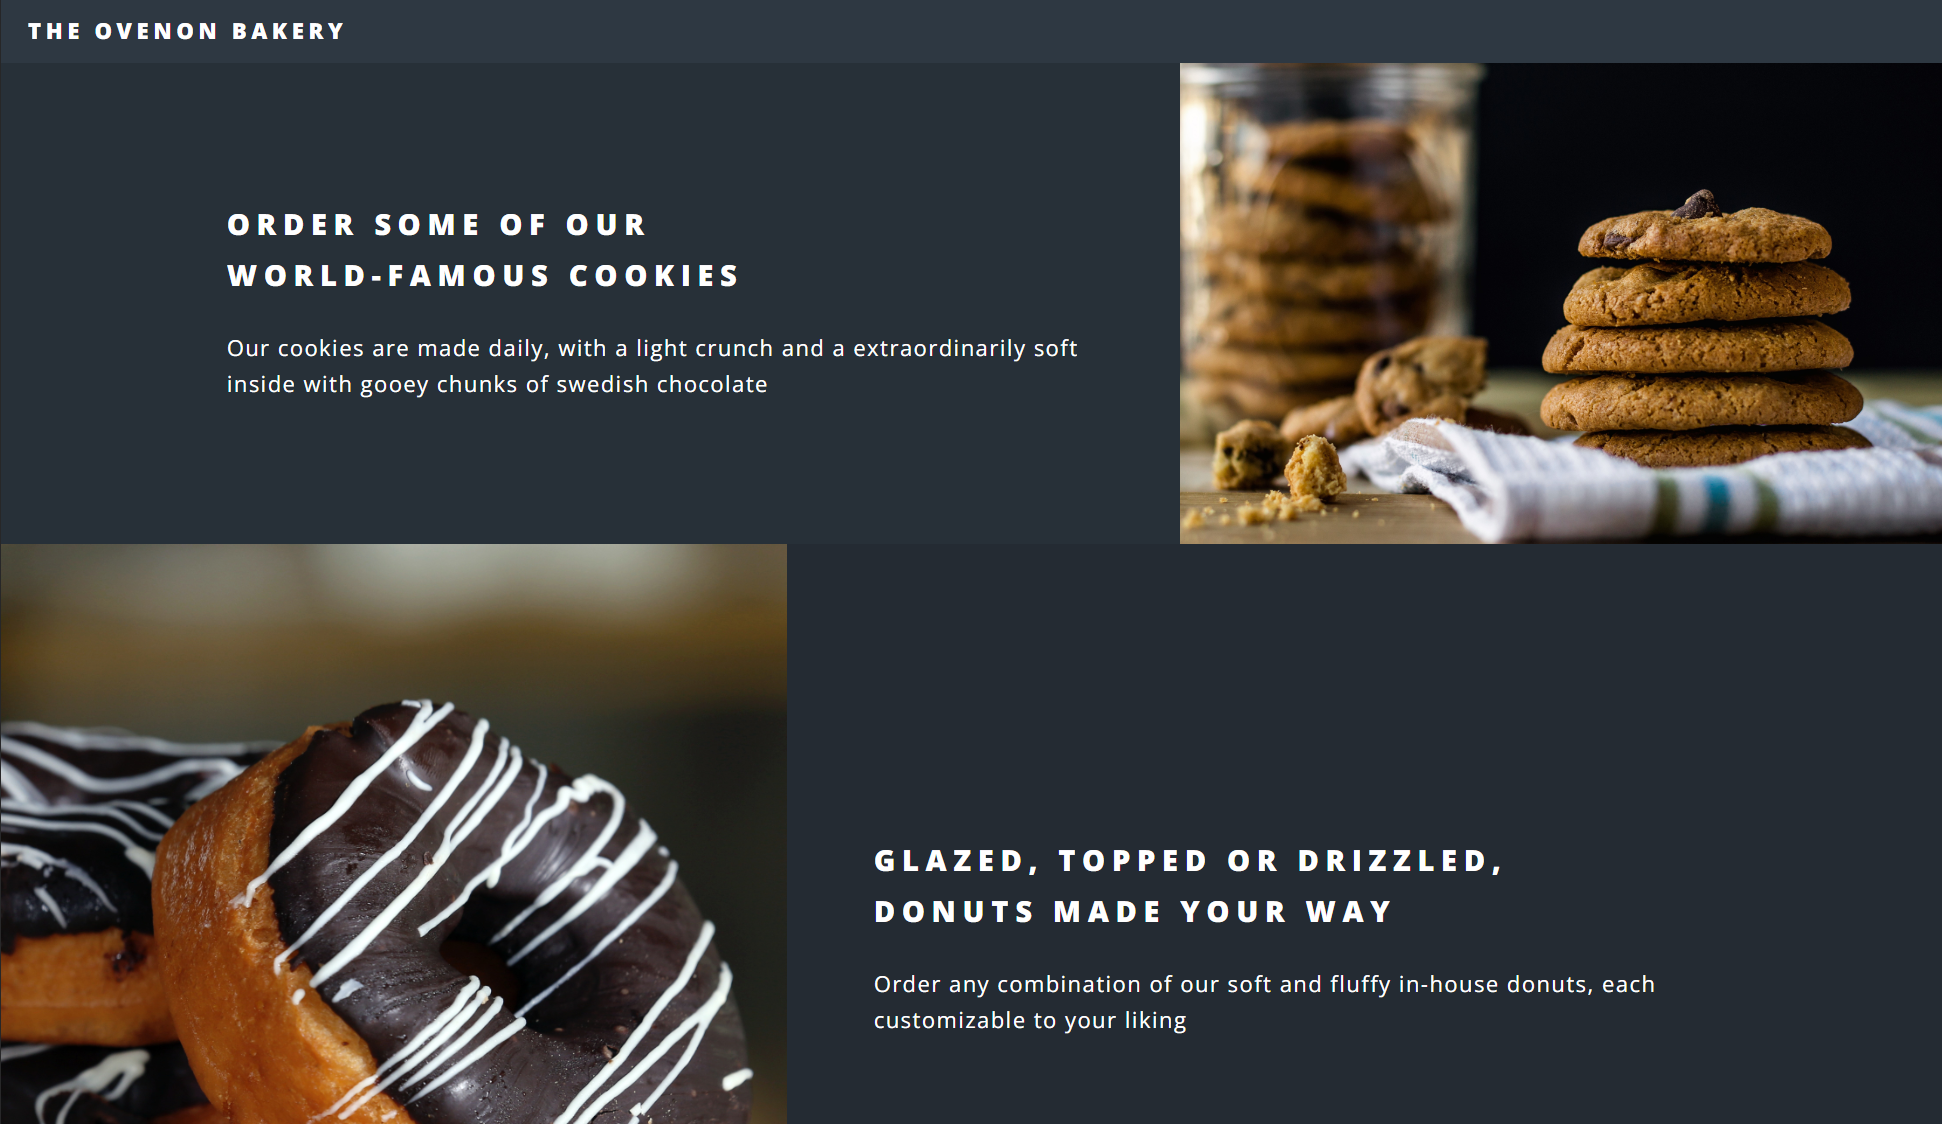 THE OVENON BAKERY
ORDER SOME OF OUR
WORLD-FAMOUS COOKIES
Our cookies are made daily, with a light crunch and a extraordinarily soft
inside with gooey chunks of swedish chocolate
GLAZED, TOPPED OR DRIZZLED,
DONUTS MADE YOUR WAY
Order any combination of our soft and fluffy in-house donuts, each
customizable to your liking